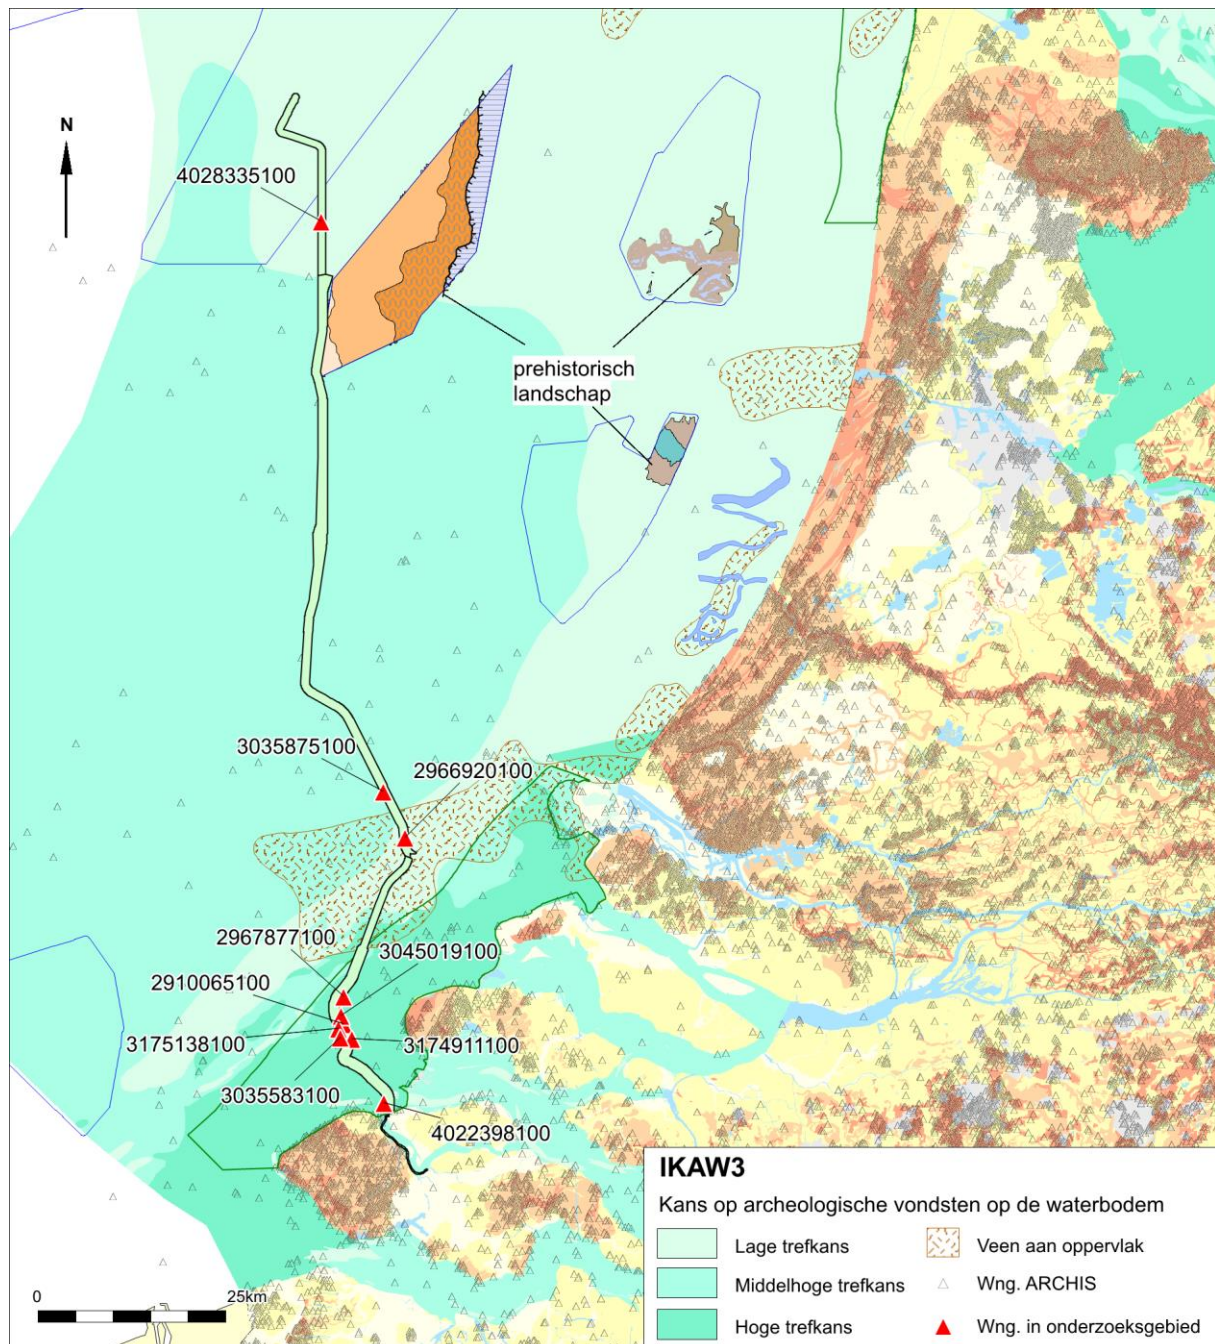 N
4028335100
prehistorisch
landschap
3035875100
2966920100
2967877100
3045019100
2910065100
3175138100
3174911100
3035583100
4022398100
0 25km
IKAW3
Kans op archeologische vondsten op de waterbodem
Lage trefkans
Veen aan oppervlak
Middelhoge trefkans
Wng. ARCHIS
Hoge trefkans
Wng. in onderzoeksgebied